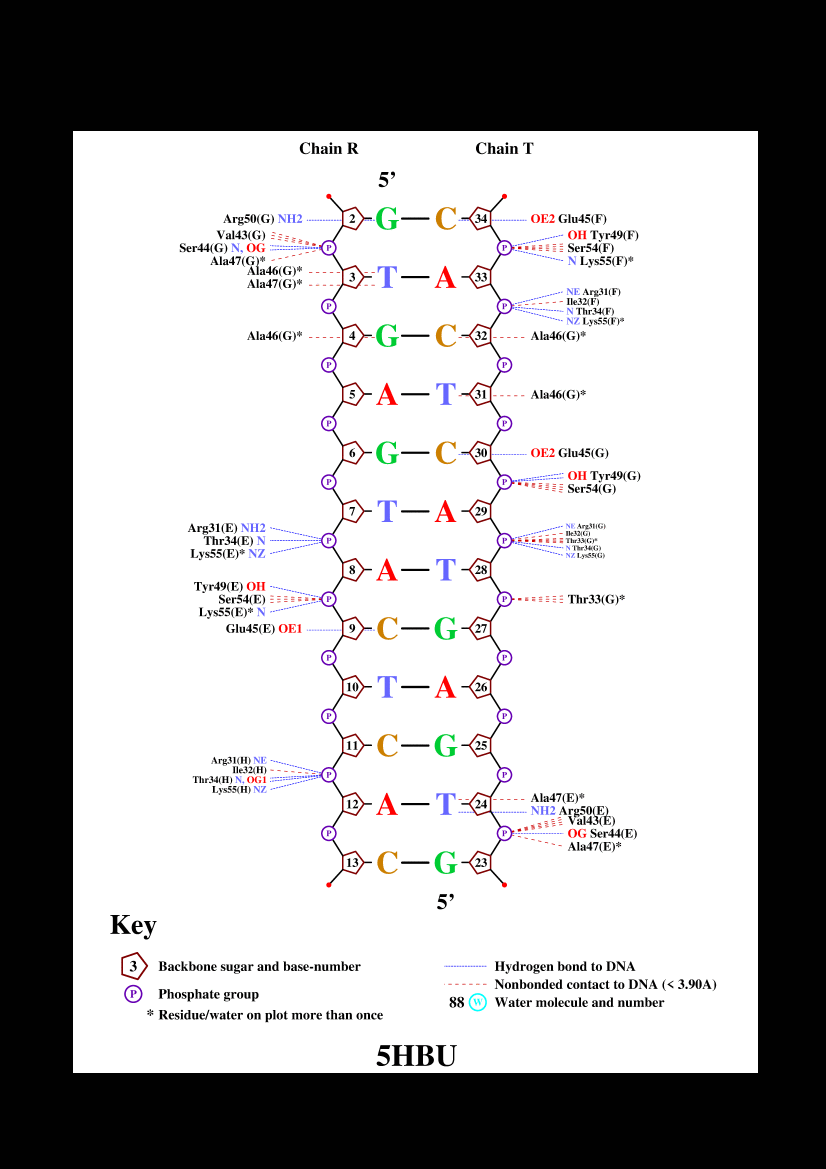 Chain R Chain T
5’
Arg50(G) NH2 2 G C 34 OE2 Glu45(F)
Val43(G) OH Tyr49(F)
Ser44(G) N, OG P P Ser54(F)
Ala47(G)* N Lys55(F)*
Ala46(G)*
3 T A 33
Ala47(G)*
NE Arg31(F)
Ile32(F)
P P
N Thr34(F)
NZ Lys55(F)*
Ala46(G)* 4 G C 32 Ala46(G)*
P P
5 A T 31 Ala46(G)*
P P
6 G C 30 OE2 Glu45(G)
OH Tyr49(G)
P P
Ser54(G)
7 T A 29
NE Arg31(G)
Arg31(E) NH2 Ile32(G)
Thr34(E) N P P Thr33(G)*
N Thr34(G)
Lys55(E)* NZ NZ Lys55(G)
8 A T 28
Tyr49(E) OH
Ser54(E) P P Thr33(G)*
Lys55(E)* N
Glu45(E) OE1 9 C G 27
P P
10 T A 26
P P
11 C G 25
Arg31(H) NE
Ile32(H)
P P
Thr34(H) N, OG1
Lys55(H) NZ
Ala47(E)*
12 A T 24
NH2 Arg50(E)
Val43(E)
P P OG Ser44(E)
Ala47(E)*
13 C G 23
5’
Key
3 Backbone sugar and base-number
P Phosphate group
* Residue/water on plot more than once
Hydrogen bond to DNA
Nonbonded contact to DNA (< 3.90A)
88 W Water molecule and number
5HBU